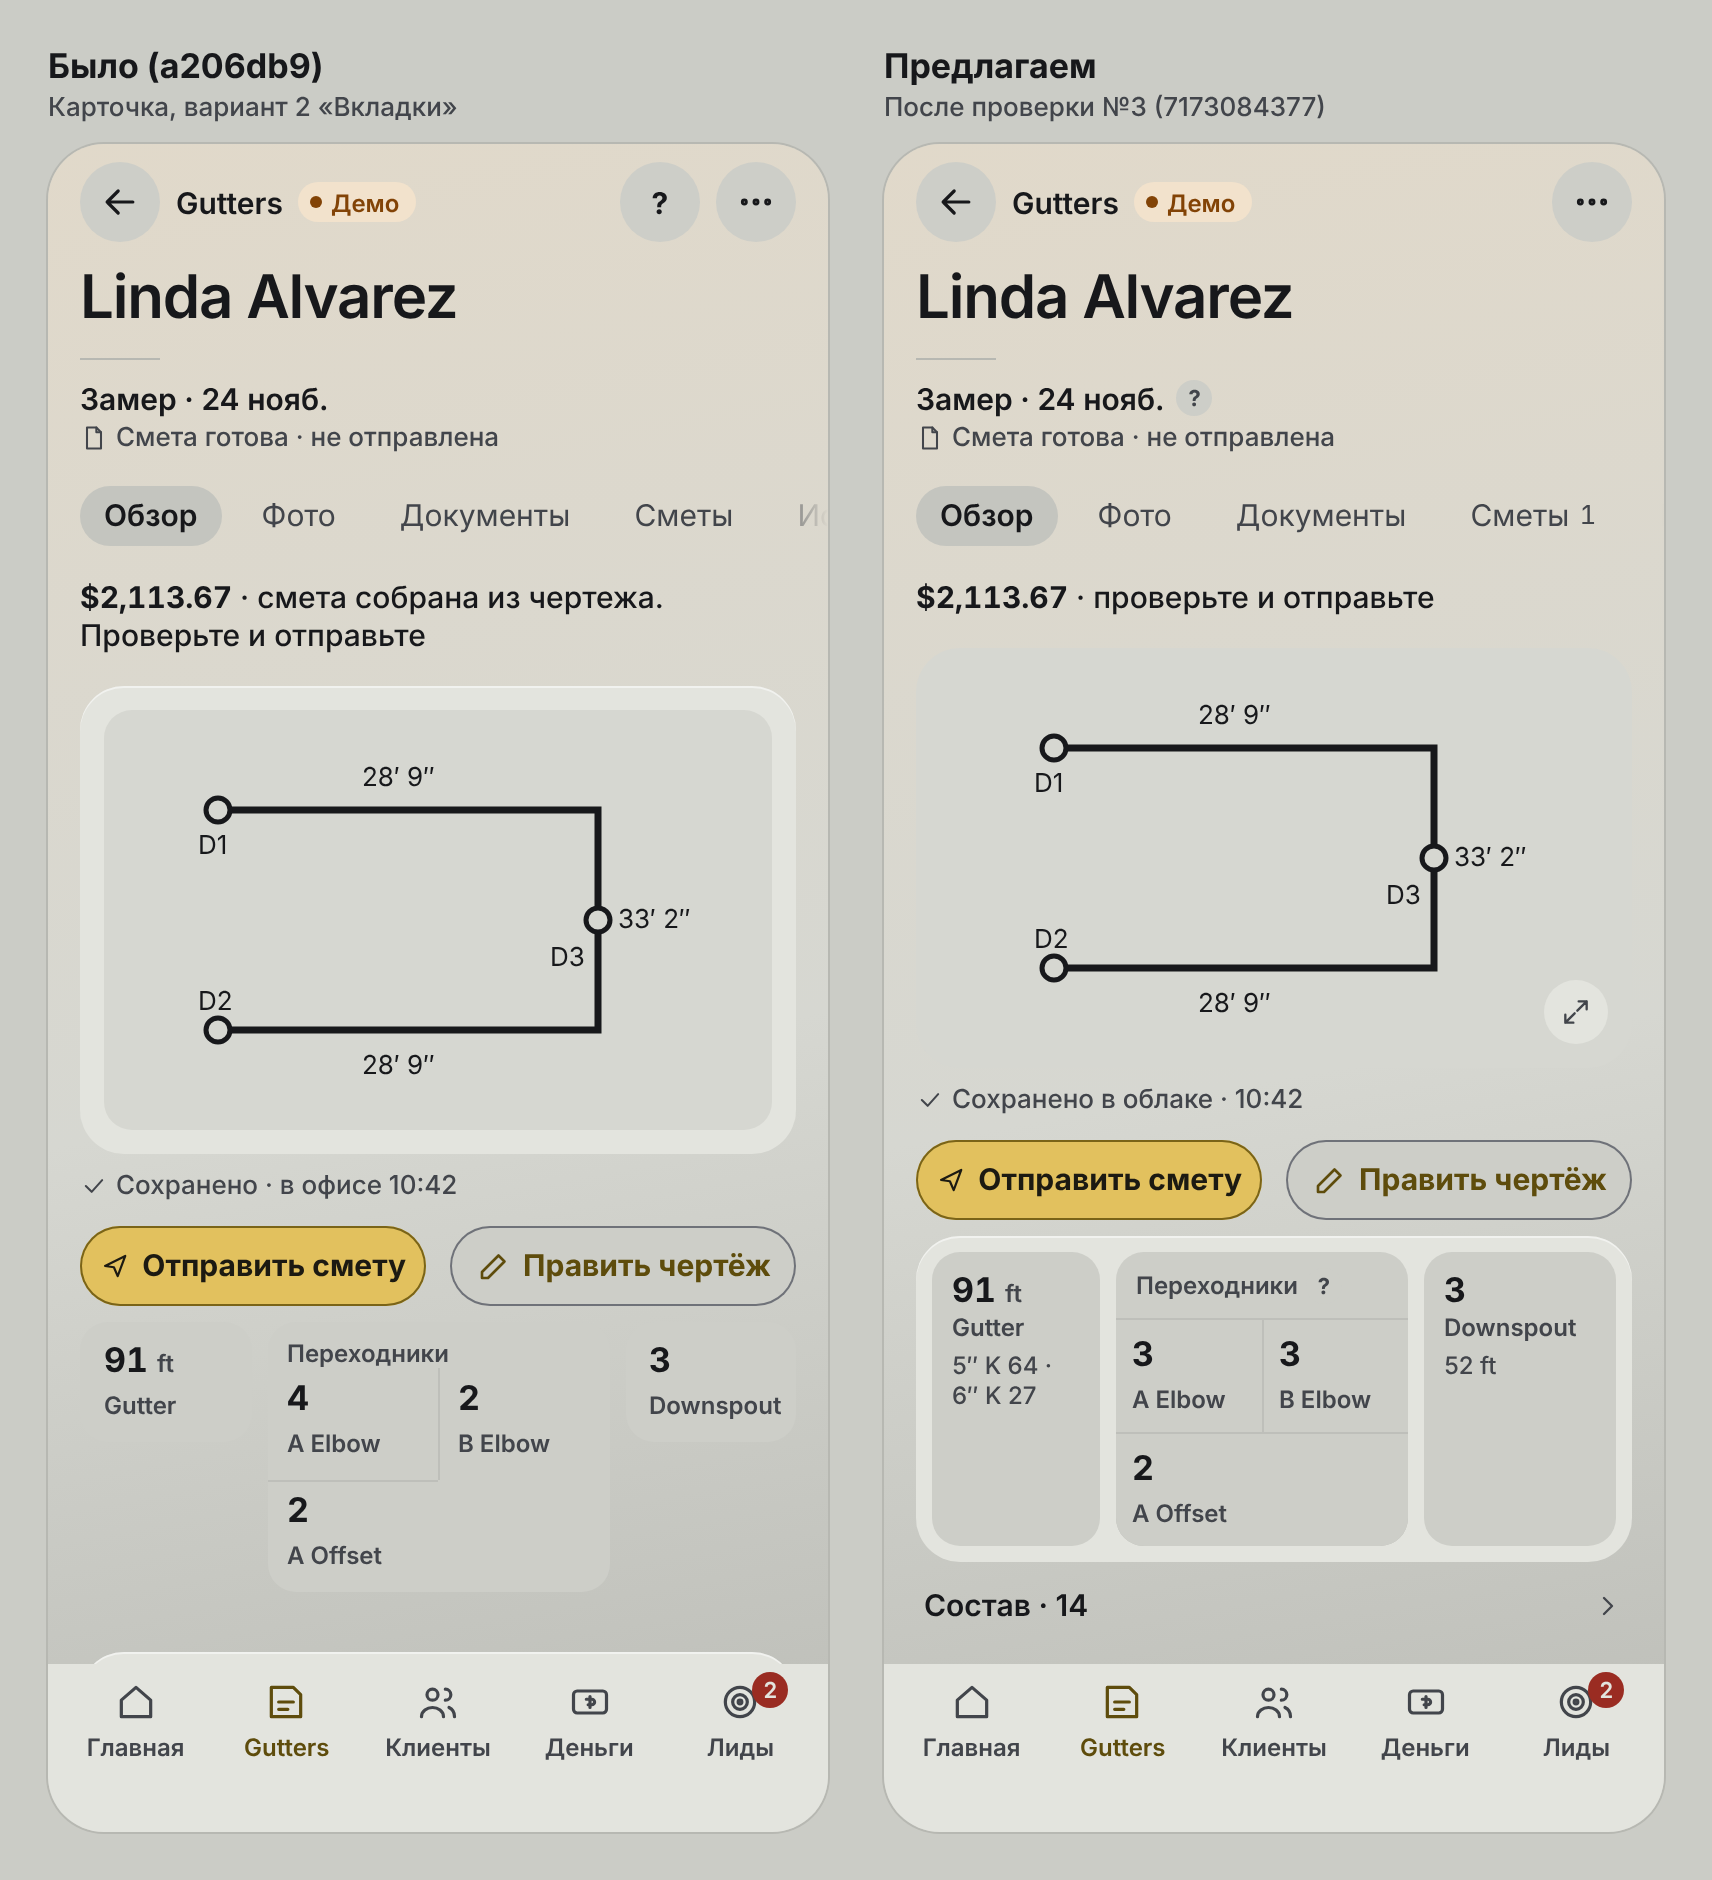 Было (a206db9)
Карточка, вариант 2 «Вкладки»
Gutters
Демо
?
Linda Alvarez
Замер · 24 нояб.
Смета готова · не отправлена
Обзор Фото Документы Сметы
$2,113.67 · смета собрана из чертежа.
Проверьте и отправьте
28′ 9″
D1
33′ 2″
D3
D2
28′ 9″
Сохранено · в офисе 10:42
Отправить смету Править чертёж
91 ft
Gutter
Переходники
4
A Elbow
2
B Elbow
2
A Offset
3
Downspout
Главная Gutters Клиенты Деньги Лиды
2
Предлагаем
После проверки №3 (7173084377)
Gutters
Демо
Linda Alvarez
Замер · 24 нояб. ?
Смета готова · не отправлена
Обзор Фото Документы Сметы 1
$2,113.67 · проверьте и отправьте
28′ 9″
D1
33′ 2″
D3
D2
28′ 9″
Сохранено в облаке · 10:42
Отправить смету Править чертёж
91 ft
Gutter
5″ K 64 ·
6″ K 27
Переходники ?
3
A Elbow
3
B Elbow
2
A Offset
3
Downspout
52 ft
Состав · 14
Главная Gutters Клиенты Деньги Лиды
2